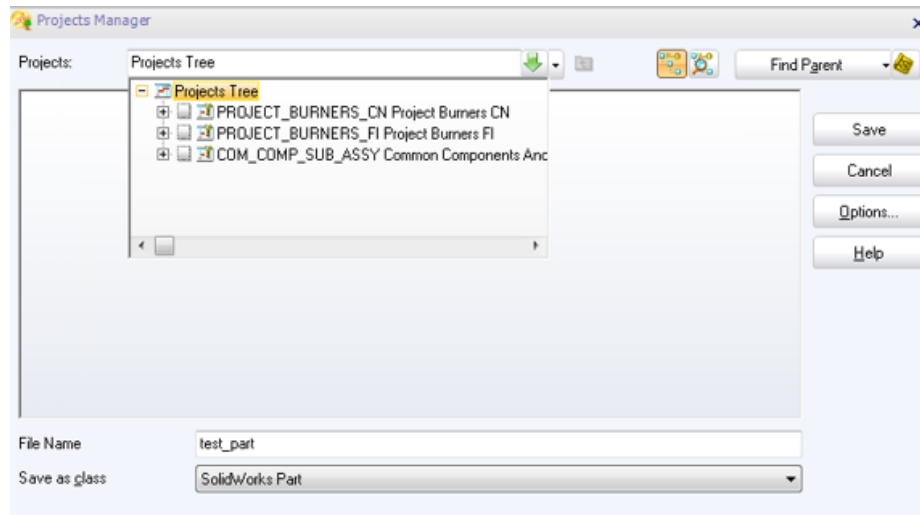 Projects Manager
Projects: Projects Tree Find Parent
Projects Tree
PROJECT_BURNERS_CN Project Burners CN
PROJECT_BURNERS_FI Project Burners FI
COM_COMP_SUB_ASSY Common Components Anc
Save
Cancel
Options...
Help
File Name test_part
Save as class SolidWorks Part